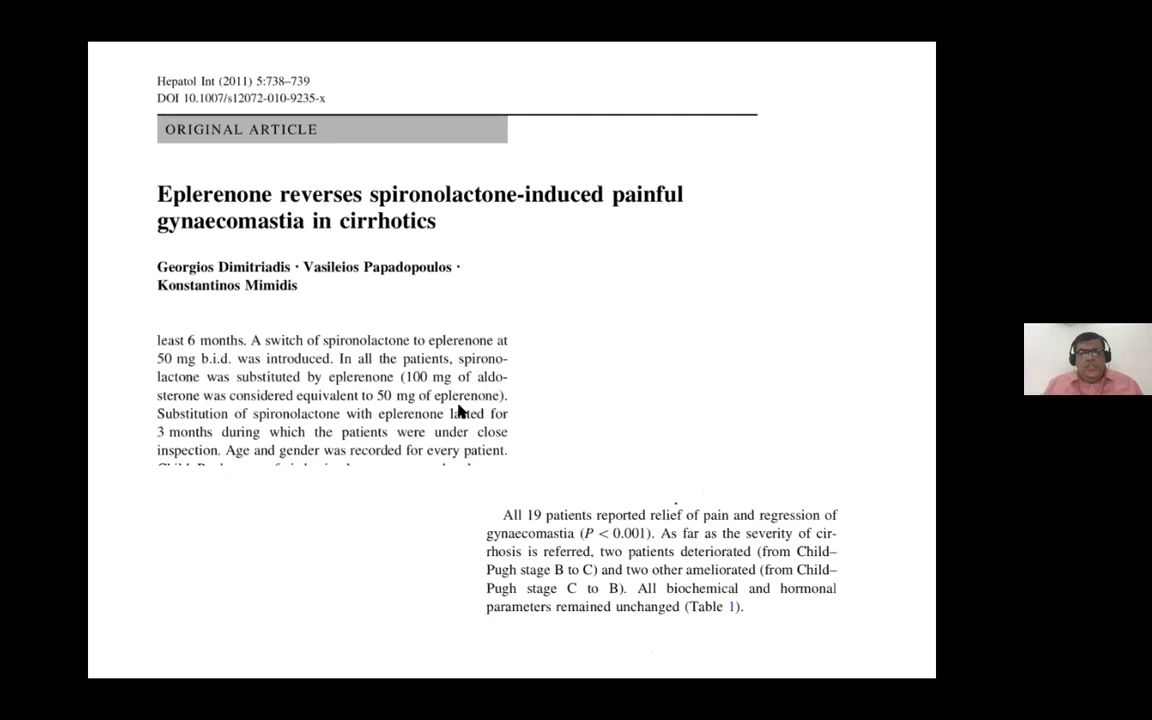 Hepatol Int (2011) 5:738–739
DOI 10.1007/s12072-010-9235-x
ORIGINAL ARTICLE
Eplerenone reverses spironolactone-induced painful
gynaecomastia in cirrhotics
Georgios Dimitriadis · Vasileios Papadopoulos ·
Konstantinos Mimidis
least 6 months. A switch of spironolactone to eplerenone at
50 mg b.i.d. was introduced. In all the patients, spirono-
lactone was substituted by eplerenone (100 mg of aldo-
sterone was considered equivalent to 50 mg of eplerenone).
Substitution of spironolactone with eplerenone lasted for
3 months during which the patients were under close
inspection. Age and gender was recorded for every patient.
All 19 patients reported relief of pain and regression of
gynaecomastia (P < 0.001). As far as the severity of cir-
rhosis is referred, two patients deteriorated (from Child–
Pugh stage B to C) and two other ameliorated (from Child–
Pugh stage C to B). All biochemical and hormonal
parameters remained unchanged (Table 1).